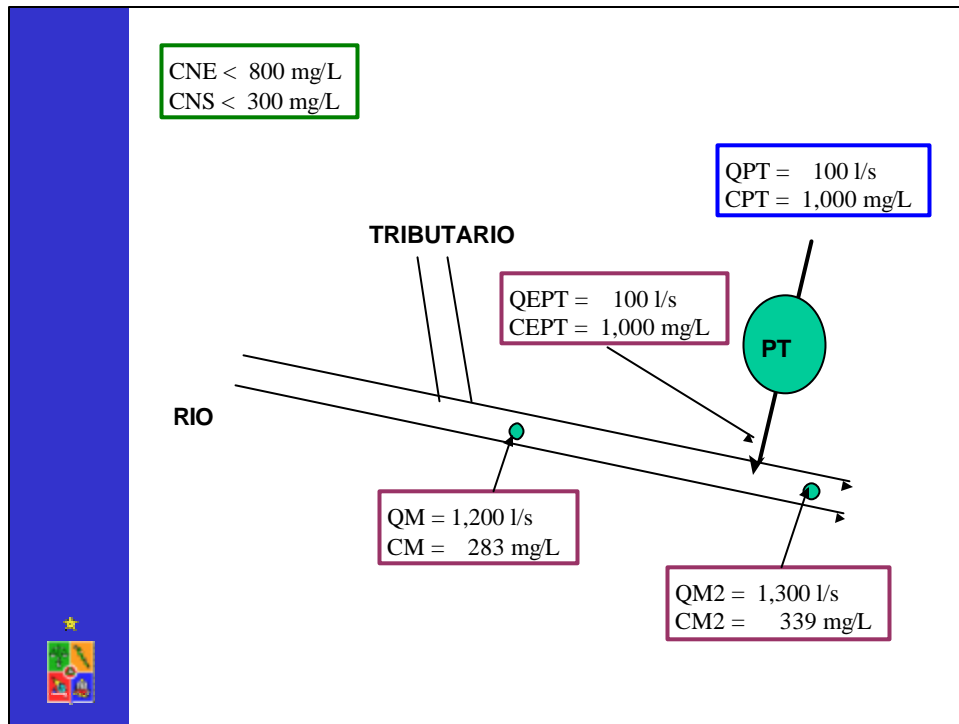 CNE < 800 mg/L
CNS < 300 mg/L
QPT = 100 l/s
CPT = 1,000 mg/L
TRIBUTARIO
QEPT = 100 l/s
CEPT = 1,000 mg/L
PT
RIO
QM = 1,200 l/s
CM = 283 mg/L
QM2 = 1,300 l/s
CM2 = 339 mg/L